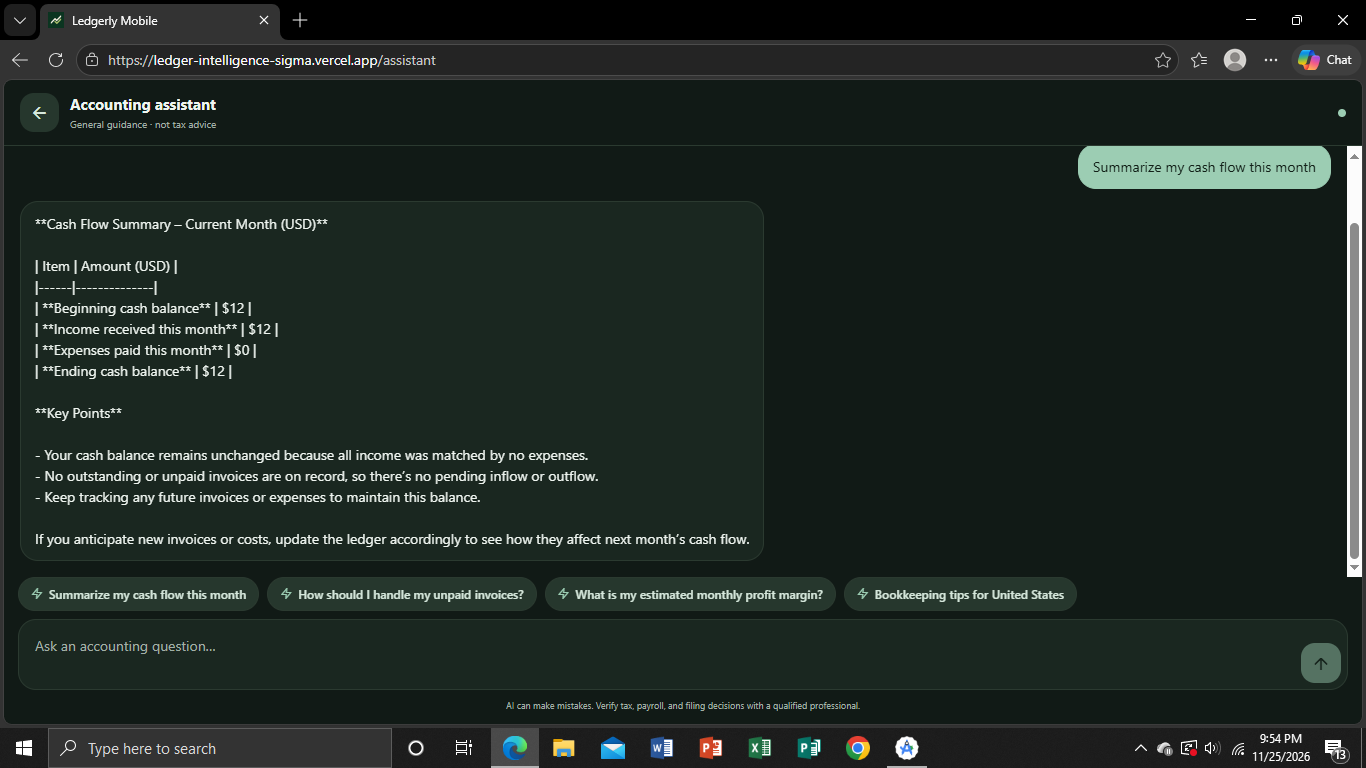 Ledgerly Mobile
https://ledger-intelligence-sigma.vercel.app/assistant
Chat
Accounting assistant
General guidance · not tax advice
Summarize my cash flow this month
**Cash Flow Summary – Current Month (USD)**
| Item | Amount (USD) |
|------|--------------|
| **Beginning cash balance** | $12 |
| **Income received this month** | $12 |
| **Expenses paid this month** | $0 |
| **Ending cash balance** | $12 |
**Key Points**
- Your cash balance remains unchanged because all income was matched by no expenses.
- No outstanding or unpaid invoices are on record, so there’s no pending inflow or outflow.
- Keep tracking any future invoices or expenses to maintain this balance.
If you anticipate new invoices or costs, update the ledger accordingly to see how they affect next month’s cash flow.
Summarize my cash flow this month
How should I handle my unpaid invoices?
What is my estimated monthly profit margin?
Bookkeeping tips for United States
Ask an accounting question...
AI can make mistakes. Verify tax, payroll, and filing decisions with a qualified professional.
Type here to search
9:54 PM
11/25/2026
13